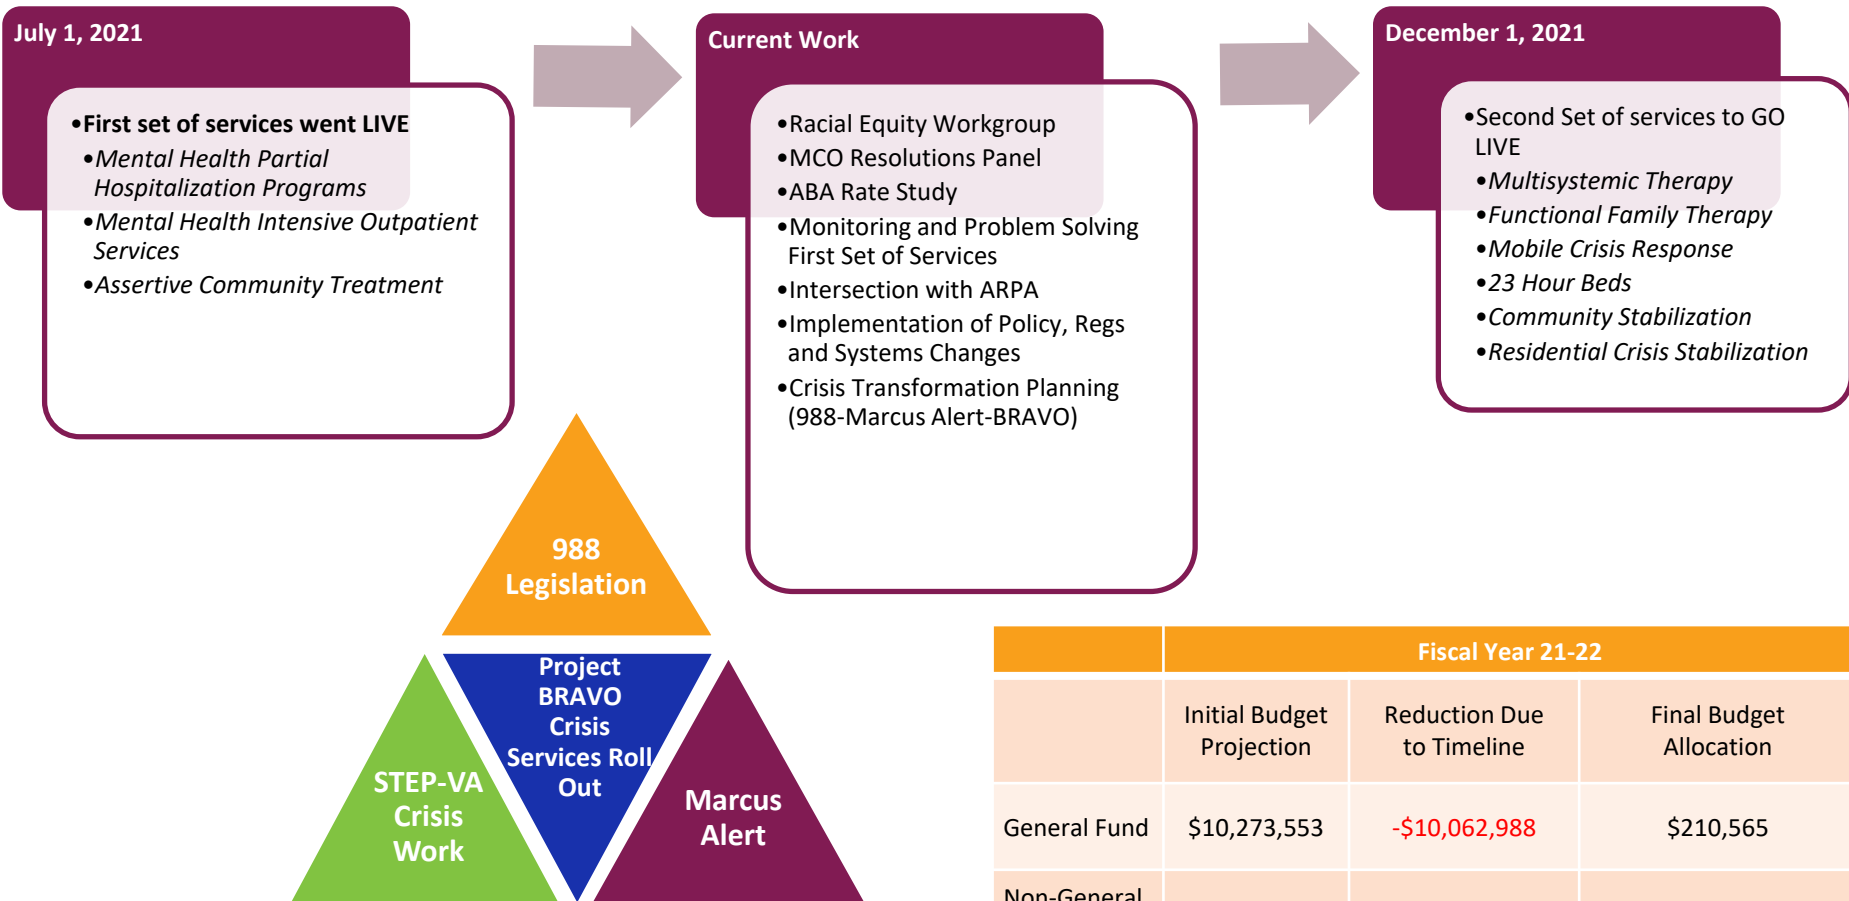 July 1, 2021
•First set of services went LIVE
•Mental Health Partial
Hospitalization Programs
•Mental Health Intensive Outpatient
Services
•Assertive Community Treatment
Current Work
•Racial Equity Workgroup
•MCO Resolutions Panel
•ABA Rate Study
•Monitoring and Problem Solving
First Set of Services
•Intersection with ARPA
•Implementation of Policy, Regs
and Systems Changes
•Crisis Transformation Planning
(988-Marcus Alert-BRAVO)
December 1, 2021
•Second Set of services to GO
LIVE
•Multisystemic Therapy
•Functional Family Therapy
•Mobile Crisis Response
•23 Hour Beds
•Community Stabilization
•Residential Crisis Stabilization
988
Legislation
Project
BRAVO
Crisis
Services Roll
Out
STEP-VA
Crisis
Work
Marcus
Alert
Fiscal Year 21-22
Initial Budget
Projection
Reduction Due
to Timeline
Final Budget
Allocation
General Fund $10,273,553 -$10,062,988 $210,565
Non-General